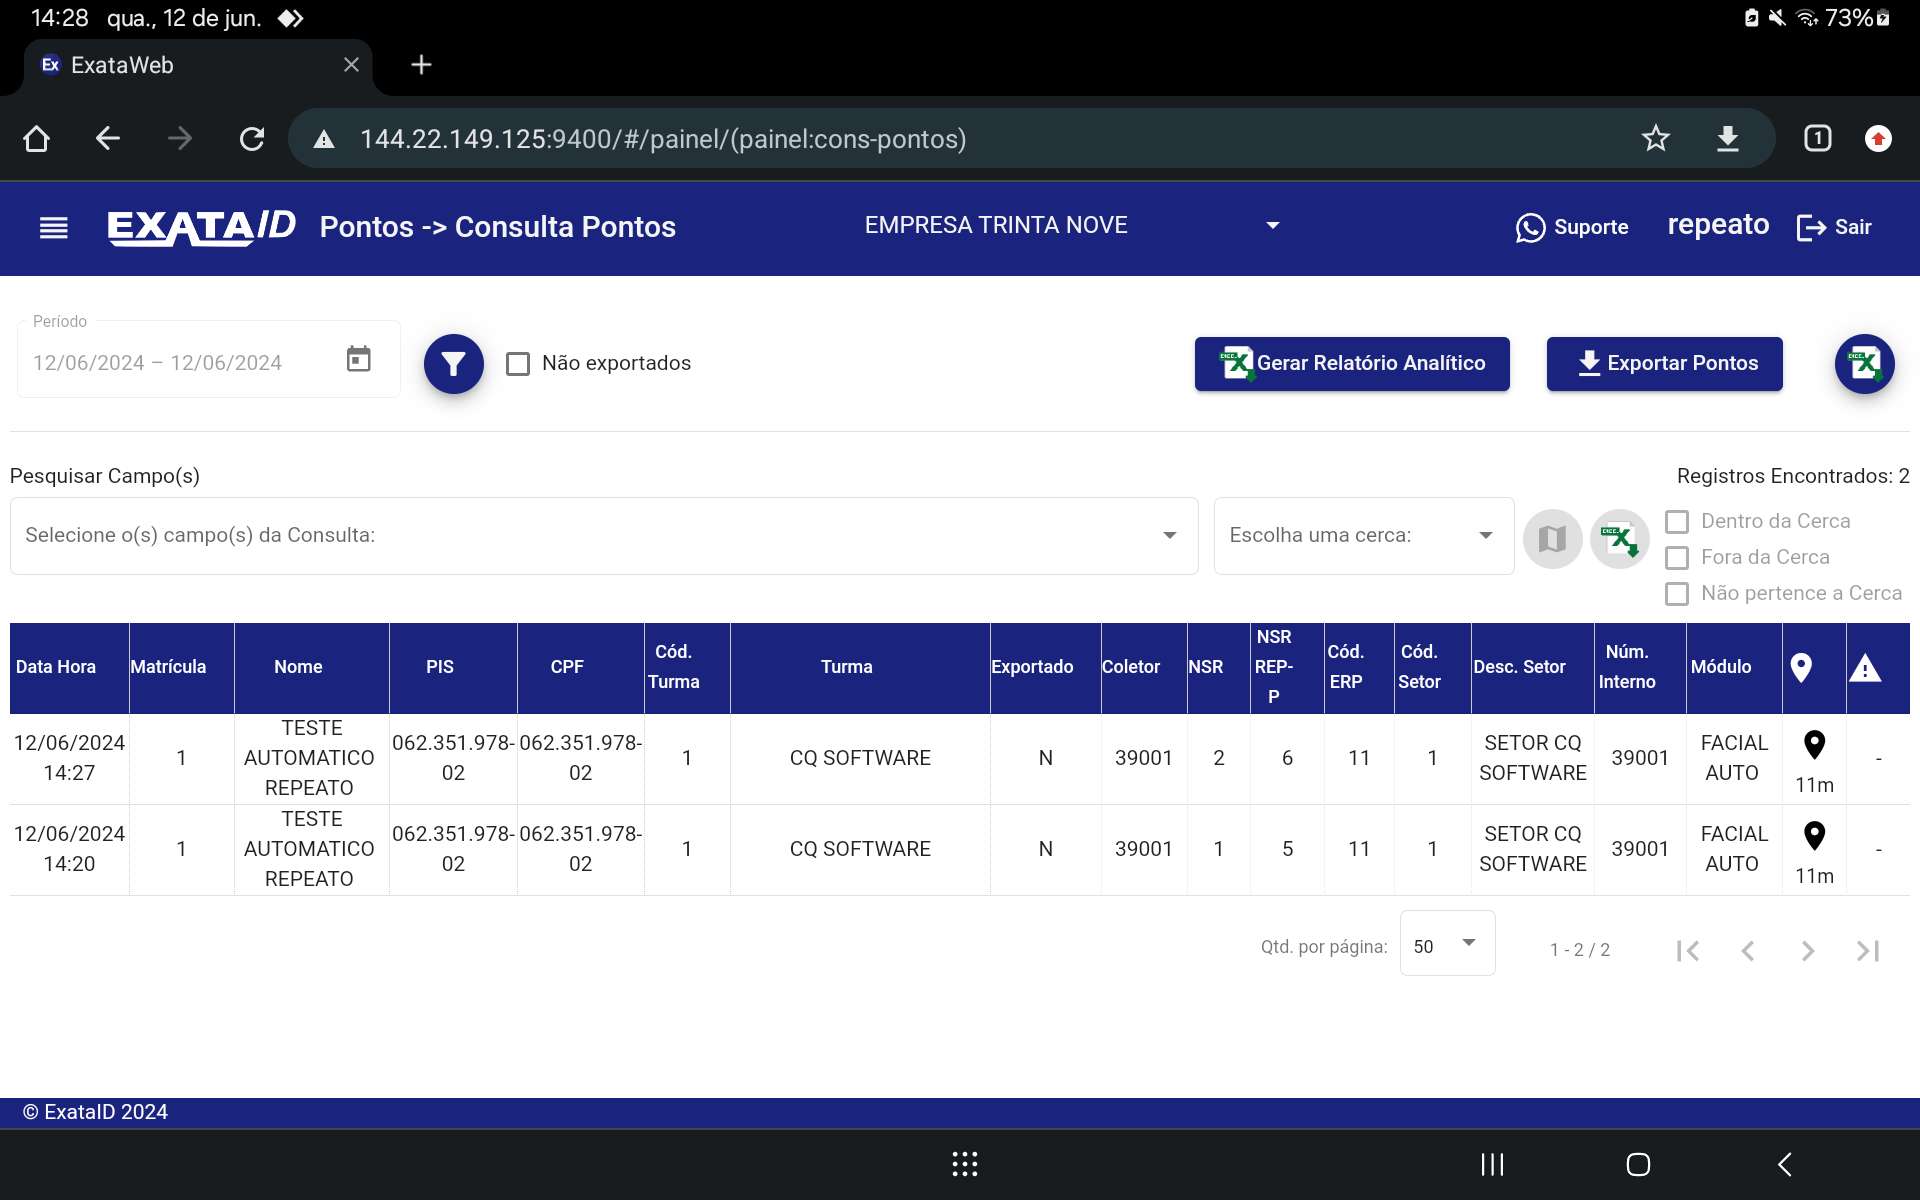 14:28 qua., 12 de jun. 73%
Ex ExataWeb
144.22.149.125:9400/#/painel/(painel:cons-pontos) 1
EXATAID Pontos -> Consulta Pontos EMPRESA TRINTA NOVE Suporte repeato Sair
Período
12/06/2024 – 12/06/2024 Não exportados Gerar Relatório Analítico Exportar Pontos
Pesquisar Campo(s) Registros Encontrados: 2
Selecione o(s) campo(s) da Consulta: Escolha uma cerca: Dentro da Cerca
Fora da Cerca
Não pertence a Cerca
Data Hora Matrícula Nome PIS CPF Cód. Turma Turma Exportado Coletor NSR NSR REP-P Cód. ERP Cód. Setor Desc. Setor Núm. Interno Módulo
12/06/2024 14:27 1 TESTE AUTOMATICO REPEATO 062.351.978-02 062.351.978-02 1 CQ SOFTWARE N 39001 2 6 11 1 SETOR CQ SOFTWARE 39001 FACIAL AUTO 11m -
12/06/2024 14:20 1 TESTE AUTOMATICO REPEATO 062.351.978-02 062.351.978-02 1 CQ SOFTWARE N 39001 1 5 11 1 SETOR CQ SOFTWARE 39001 FACIAL AUTO 11m -
Qtd. por página: 50 1 - 2 / 2
© ExataID 2024